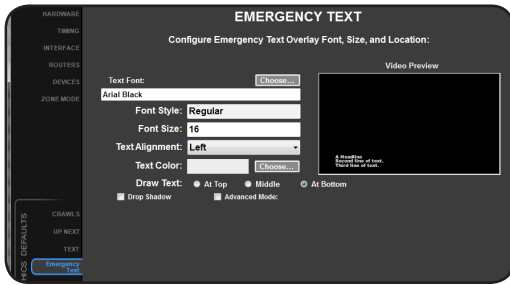 HARDWARE
TIMING
INTERFACE
ROUTERS
DEVICES
ZONE MODE
HICS DEFAULTS
CRAWLS
UP NEXT
TEXT
Emergency
Text
EMERGENCY TEXT
Configure Emergency Text Overlay Font, Size, and Location:
Text Font: Choose...
Arial Black
Font Style: Regular
Font Size: 16
Text Alignment: Left
Text Color: Choose...
Draw Text: At Top Middle At Bottom
Drop Shadow Advanced Mode:
Video Preview
A Headline
Second line of text.
Third line of text.